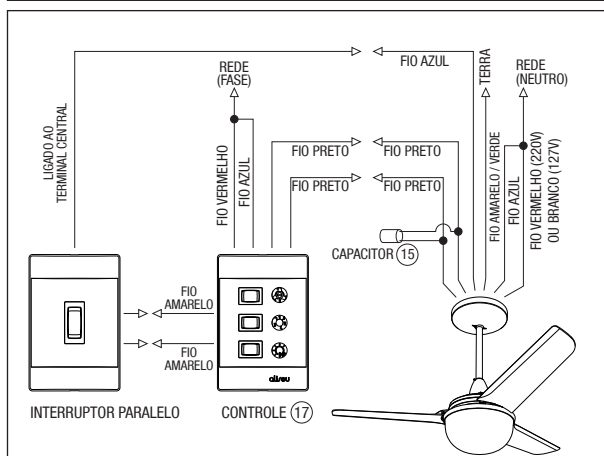 FIO AZUL
TERRA
REDE
(NEUTRO)
REDE
(FASE)
LIGADO AO
TERMINAL CENTRAL
FIO VERMELHO
FIO AZUL
FIO PRETO
FIO PRETO
FIO PRETO
FIO PRETO
FIO AMARELO / VERDE
FIO AZUL
FIO VERMELHO (220V)
OU BRANCO (127V)
CAPACITOR 15
FIO
AMARELO
FIO
AMARELO
aliseu
INTERRUPTOR PARALELO
CONTROLE 17